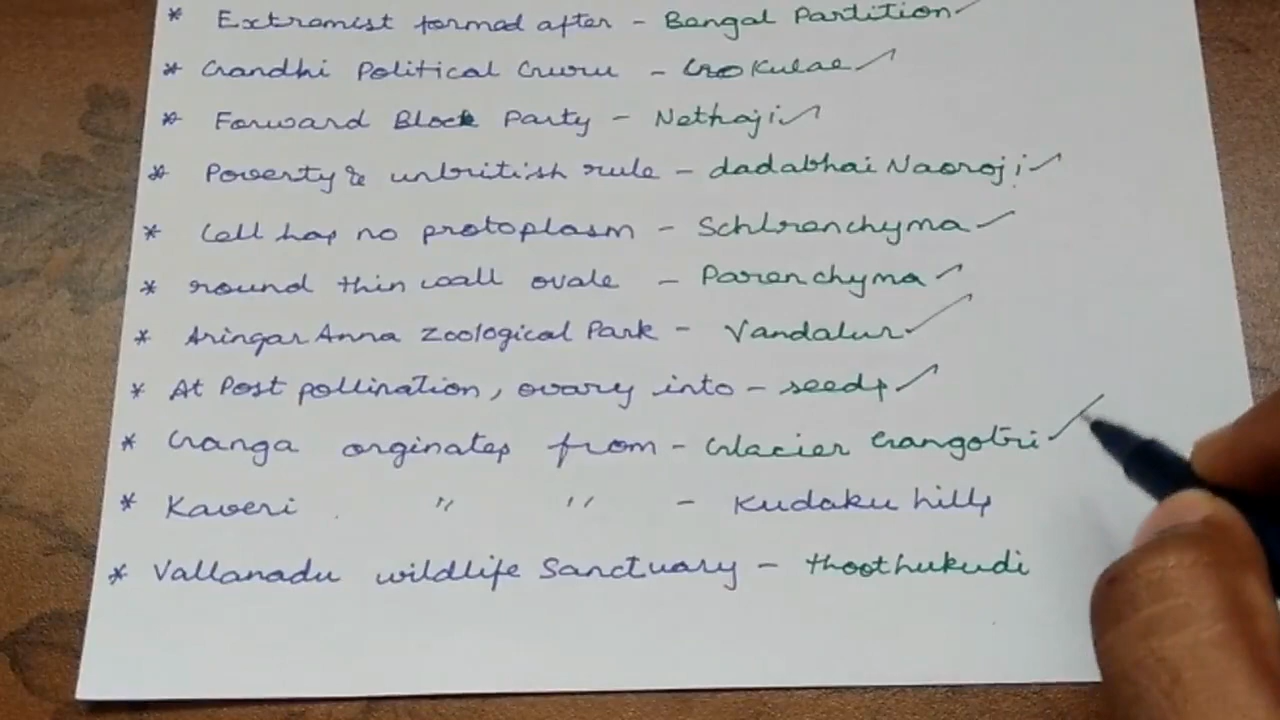 * Extremist formed after - Bengal Partition
* Gandhi Political Guru - Gokulae
* Forward Block Party - Nethaji
* Poverty & unbritish rule - dadabhai Naoroji
* Cell has no protoplasm - Schlrenchyma
* round thin wall ovale - Parenchyma
* Aringar Anna Zoological Park - Vandalur
* At Post pollination, ovary into - seeds
* Ganga orginates from - Glacier Gangotri
* Kaveri " " - Kudaku hills
* Vallanadu wildlife Sanctuary - thoothukudi